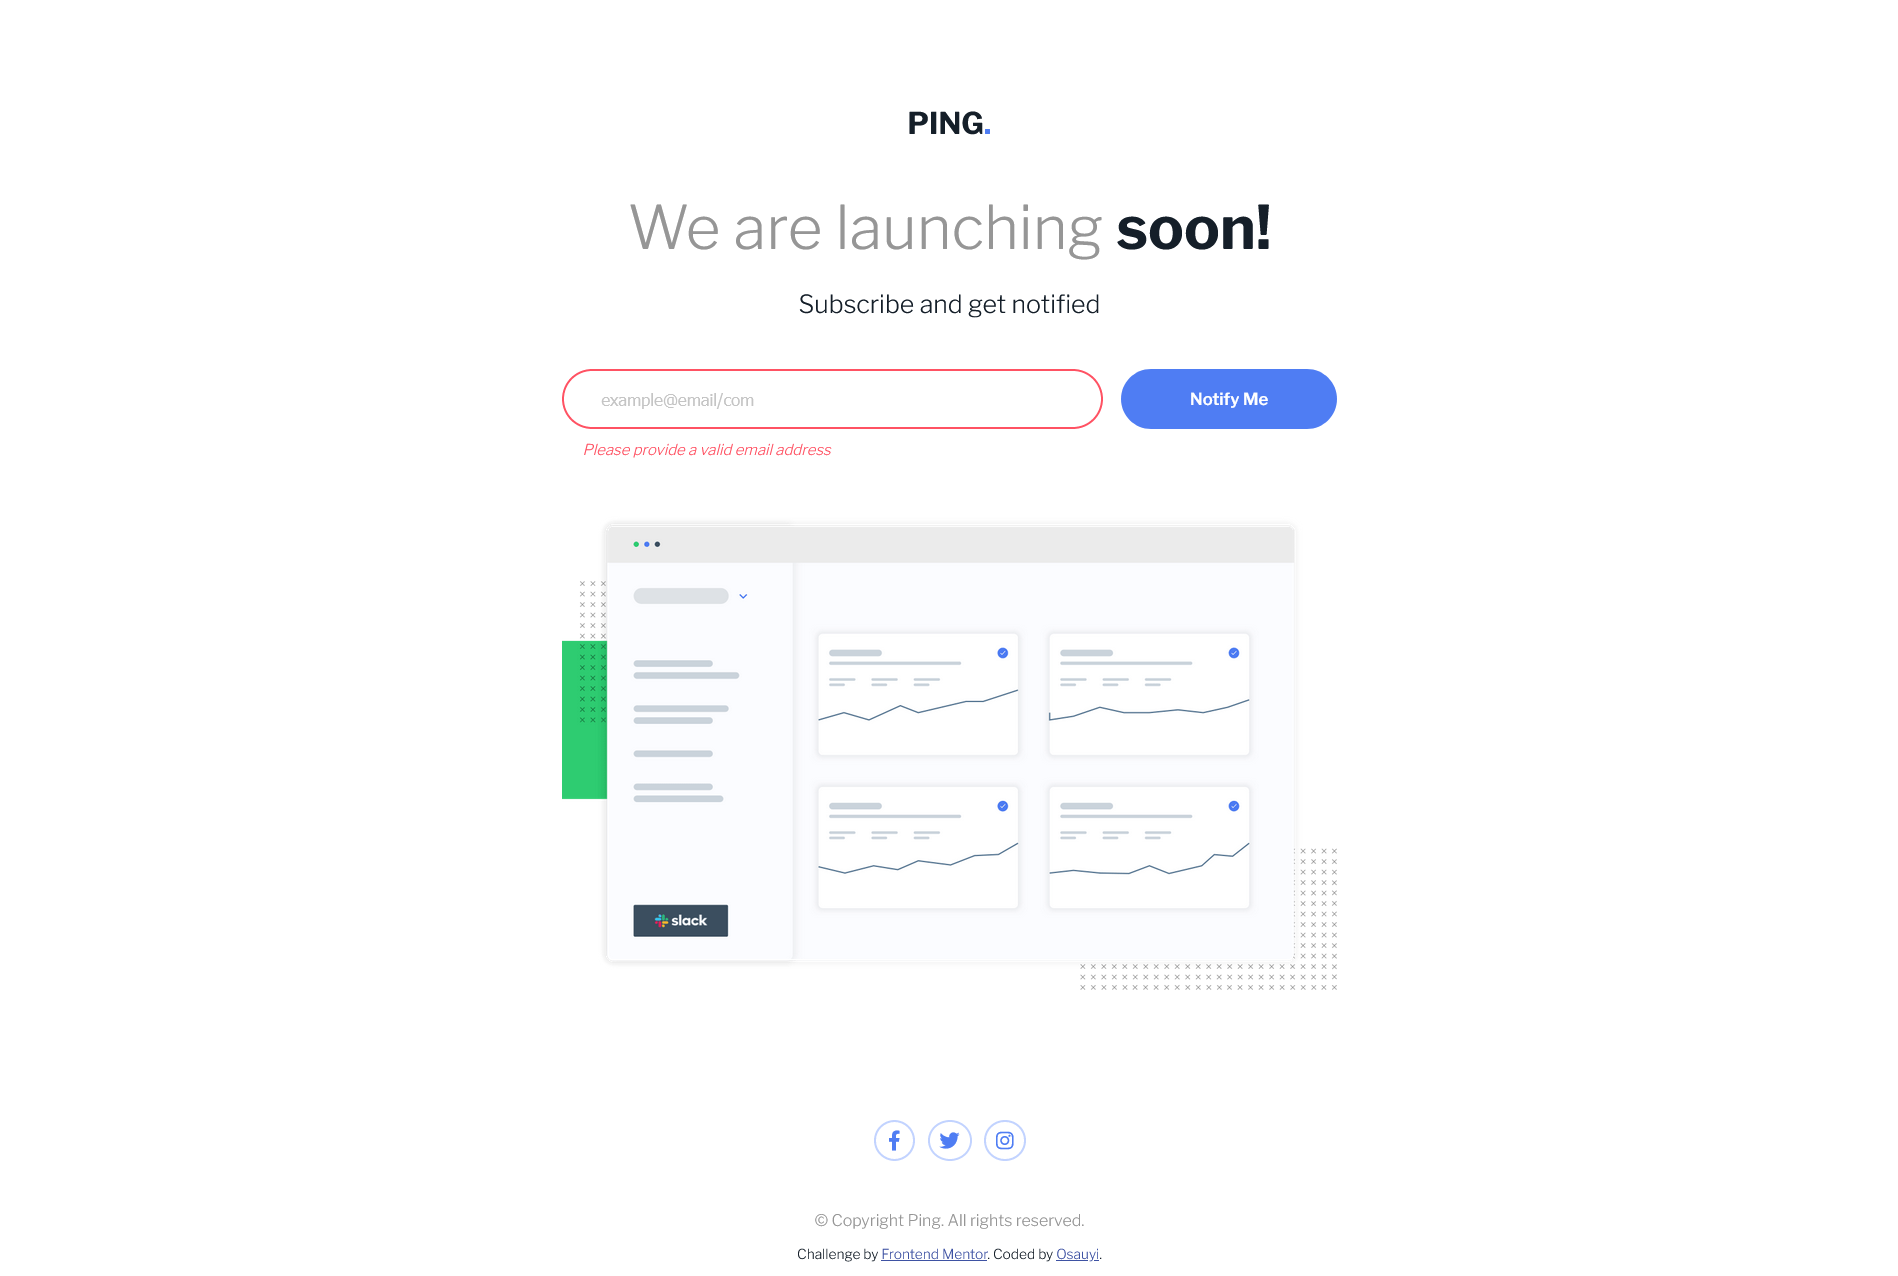 PING.
We are launching soon!
Subscribe and get notified
example@email/com
Notify Me
Please provide a valid email address
slack
© Copyright Ping. All rights reserved.
Challenge by Frontend Mentor. Coded by Osauyi.